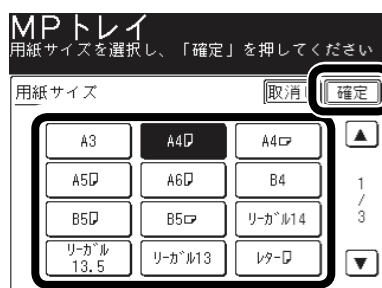 MPトレイ
用紙サイズを選択し、「確定」を押してください
用紙サイズ 取消し 確定
A3 A4 A4
A5 A6 B4
B5 B5 リーガル14
リーガル 13.5 リーガル13 レター
1
/
3